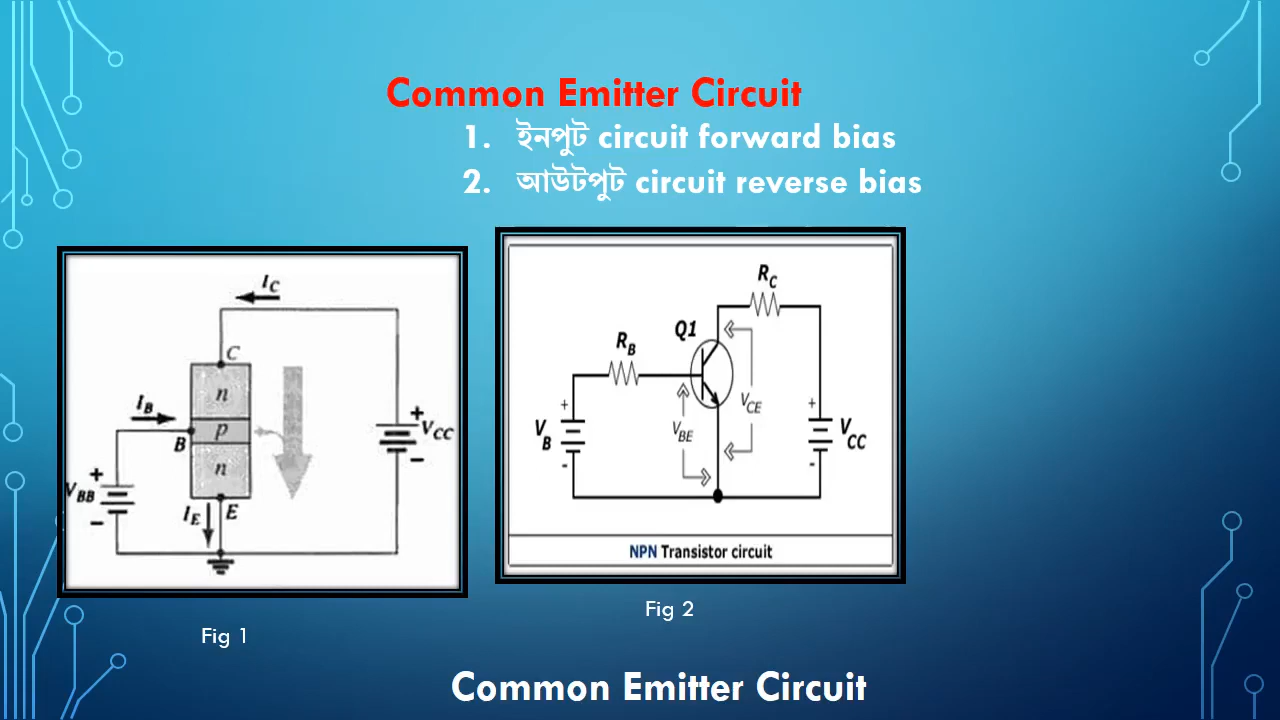 Common Emitter Circuit
1. ইনপুট circuit forward bias
2. আউটপুট circuit reverse bias
IC
C
n
IB
p
B
n
+
VCC
-
+
VBB
-
IE
E
Fig 1
RC
Q1
RB
VCE
VBE
+
VB
-
+
VCC
-
NPN Transistor circuit
Fig 2
Common Emitter Circuit